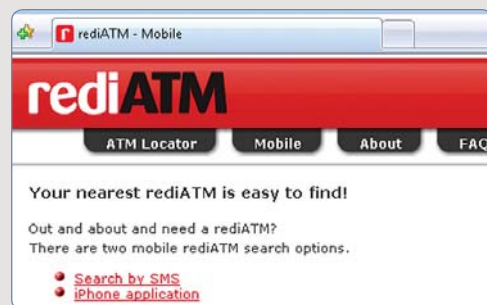 rediATM - Mobile
rediATM
ATM Locator Mobile About FAQ
Your nearest rediATM is easy to find!
Out and about and need a rediATM?
There are two mobile rediATM search options.
Search by SMS
iPhone application